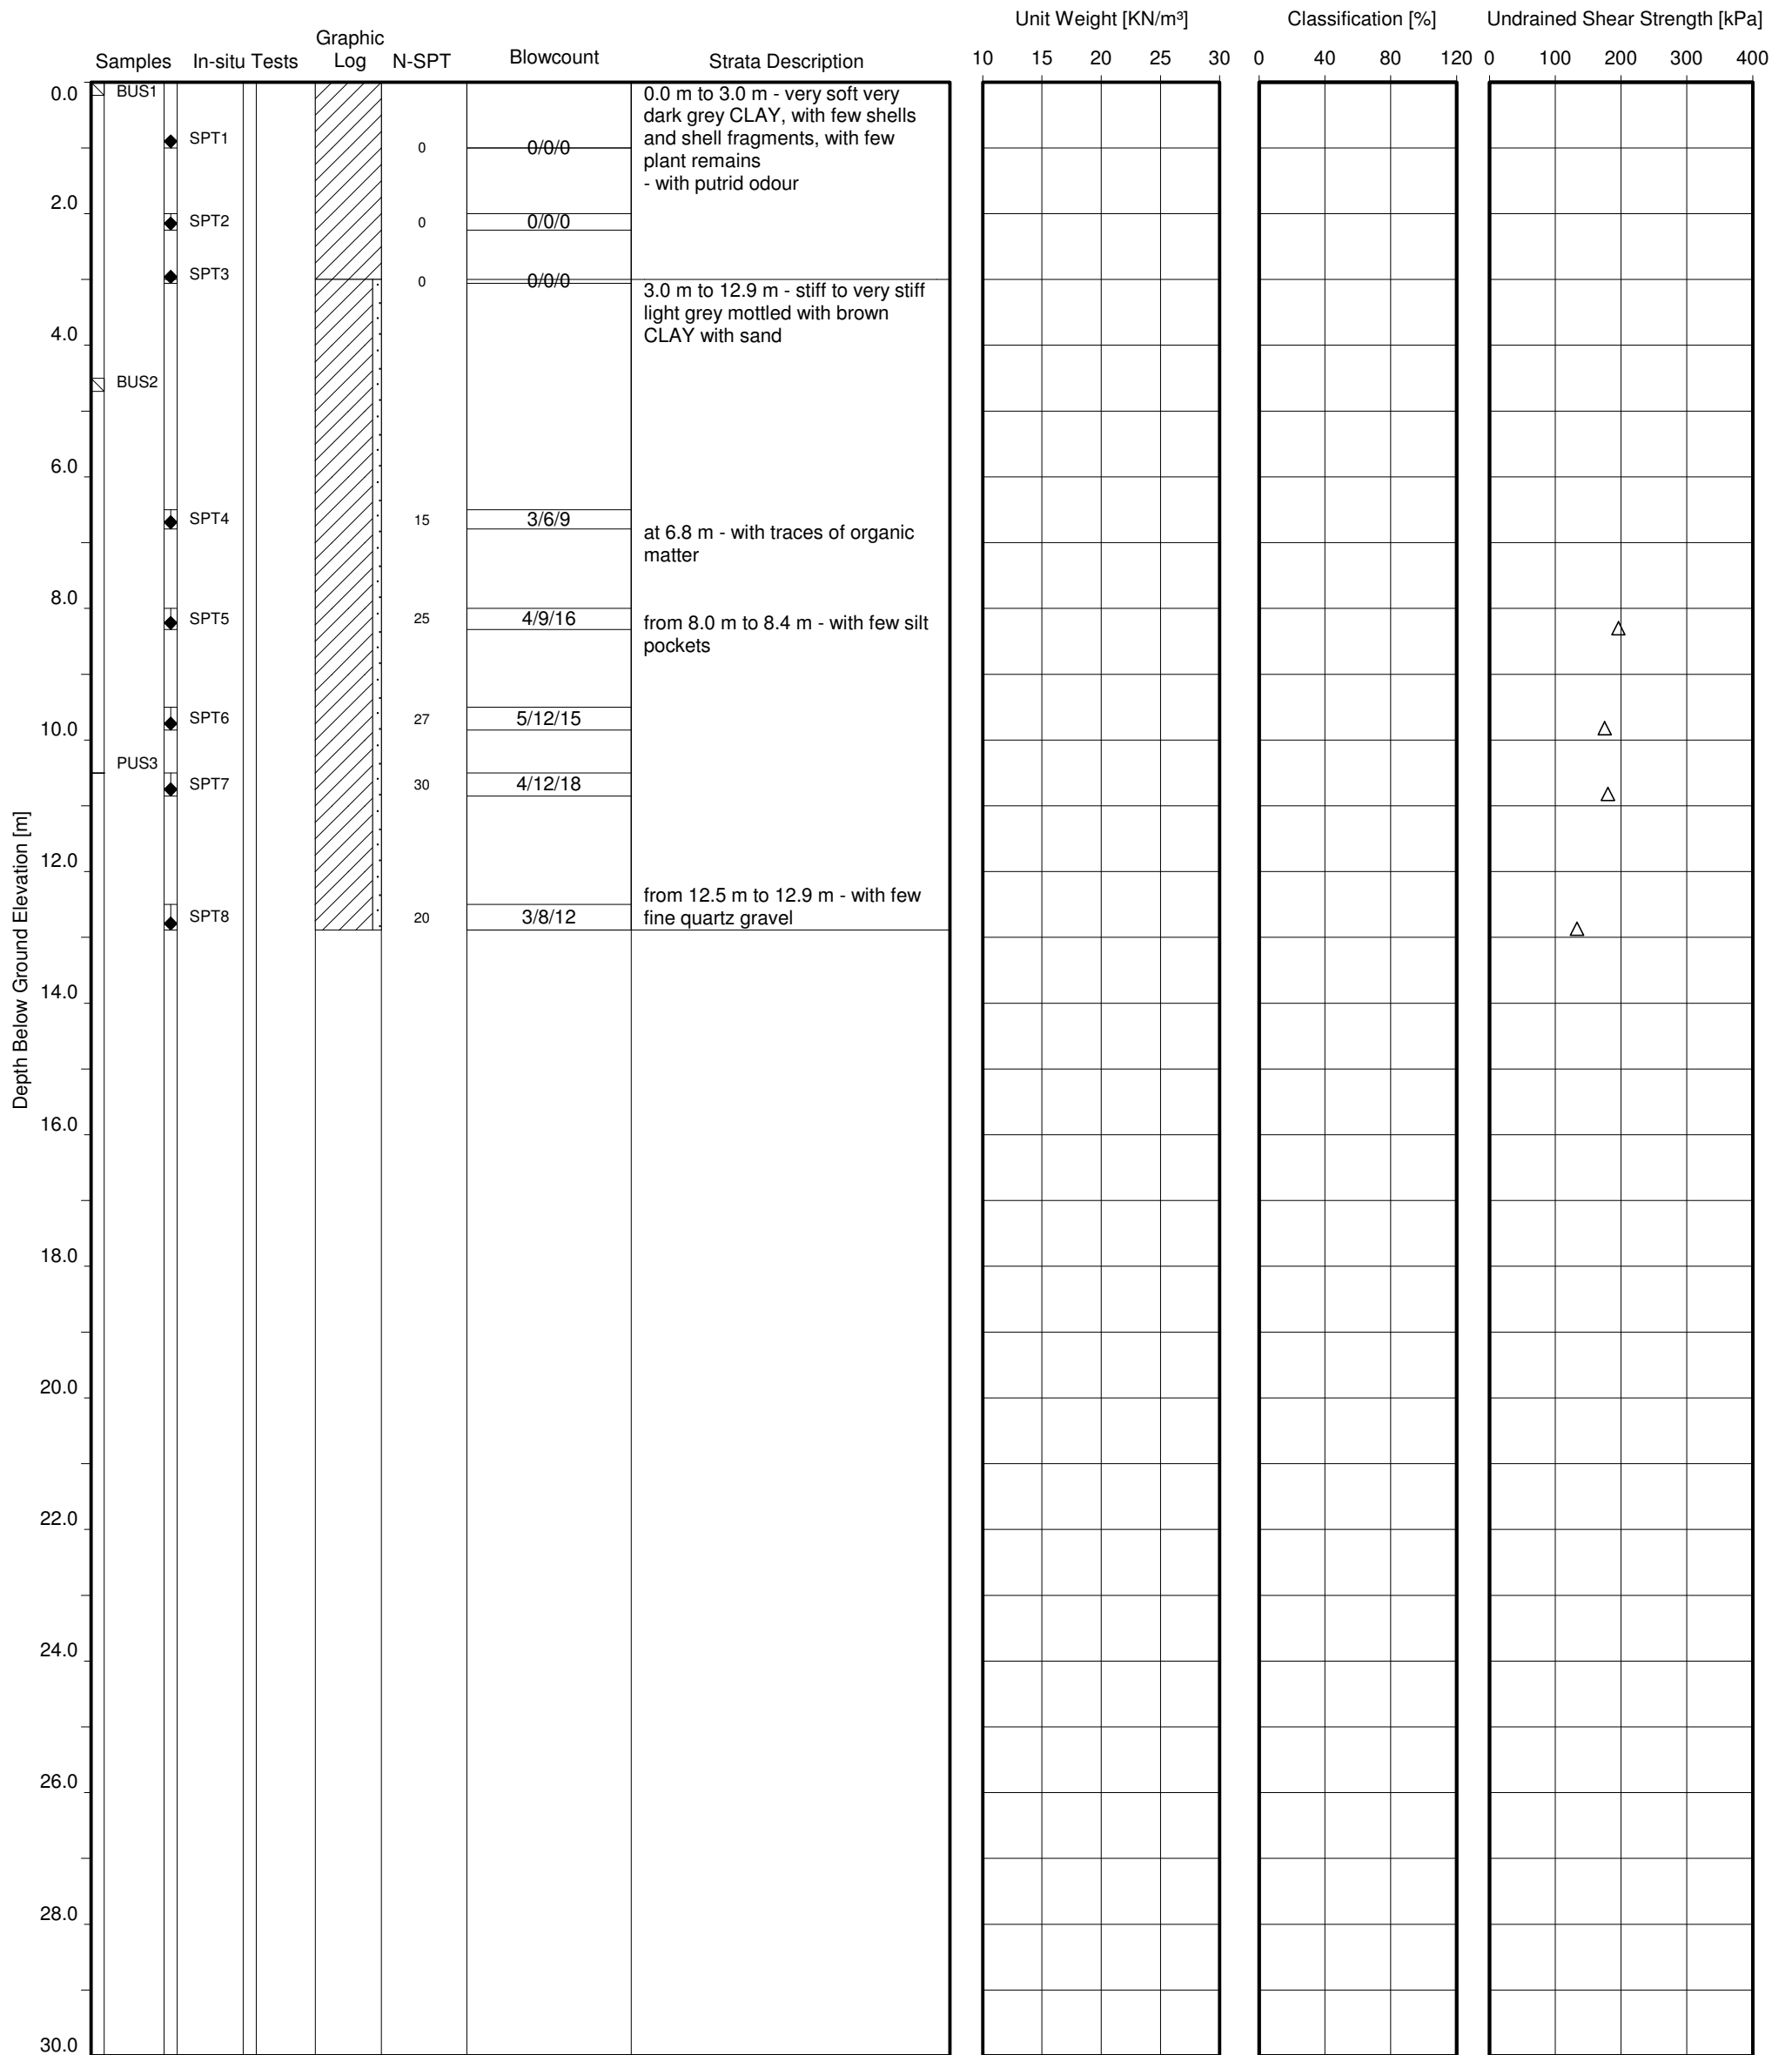 Unit Weight [KN/m³]
Classification [%]
Undrained Shear Strength [kPa]
Samples
In-situ Tests
Graphic
Log
N-SPT
Blowcount
Strata Description
10 15 20 25 30
0 40 80 120
0 100 200 300 400
0.0
BUS1
0.0 m to 3.0 m - very soft very
dark grey CLAY, with few shells
and shell fragments, with few
plant remains
- with putrid odour
SPT1
0
0/0/0
2.0
SPT2
0
0/0/0
SPT3
0
0/0/0
3.0 m to 12.9 m - stiff to very stiff
light grey mottled with brown
CLAY with sand
4.0
BUS2
6.0
SPT4
15
3/6/9
at 6.8 m - with traces of organic
matter
8.0
SPT5
25
4/9/16
from 8.0 m to 8.4 m - with few silt
pockets
SPT6
27
5/12/15
10.0
PUS3
SPT7
30
4/12/18
Depth Below Ground Elevation [m]
12.0
from 12.5 m to 12.9 m - with few
fine quartz gravel
SPT8
20
3/8/12
14.0
16.0
18.0
20.0
22.0
24.0
26.0
28.0
30.0